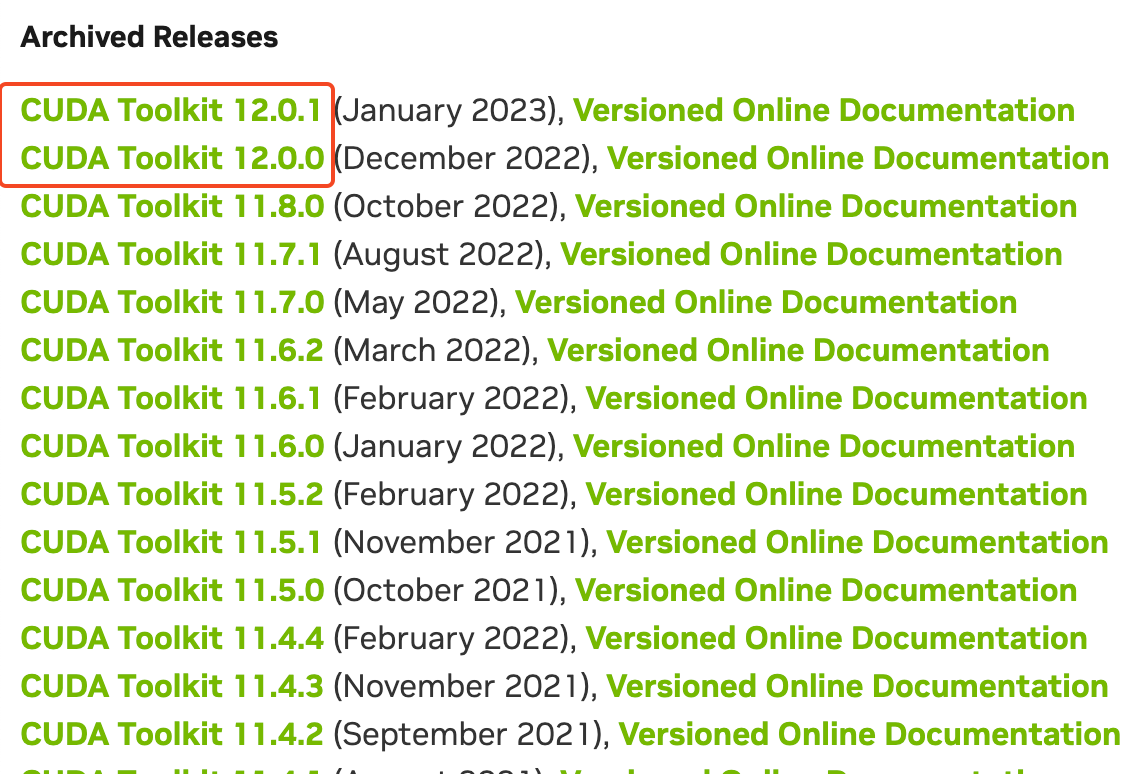 Archived Releases
CUDA Toolkit 12.0.1 (January 2023), Versioned Online Documentation
CUDA Toolkit 12.0.0 (December 2022), Versioned Online Documentation
CUDA Toolkit 11.8.0 (October 2022), Versioned Online Documentation
CUDA Toolkit 11.7.1 (August 2022), Versioned Online Documentation
CUDA Toolkit 11.7.0 (May 2022), Versioned Online Documentation
CUDA Toolkit 11.6.2 (March 2022), Versioned Online Documentation
CUDA Toolkit 11.6.1 (February 2022), Versioned Online Documentation
CUDA Toolkit 11.6.0 (January 2022), Versioned Online Documentation
CUDA Toolkit 11.5.2 (February 2022), Versioned Online Documentation
CUDA Toolkit 11.5.1 (November 2021), Versioned Online Documentation
CUDA Toolkit 11.5.0 (October 2021), Versioned Online Documentation
CUDA Toolkit 11.4.4 (February 2022), Versioned Online Documentation
CUDA Toolkit 11.4.3 (November 2021), Versioned Online Documentation
CUDA Toolkit 11.4.2 (September 2021), Versioned Online Documentation